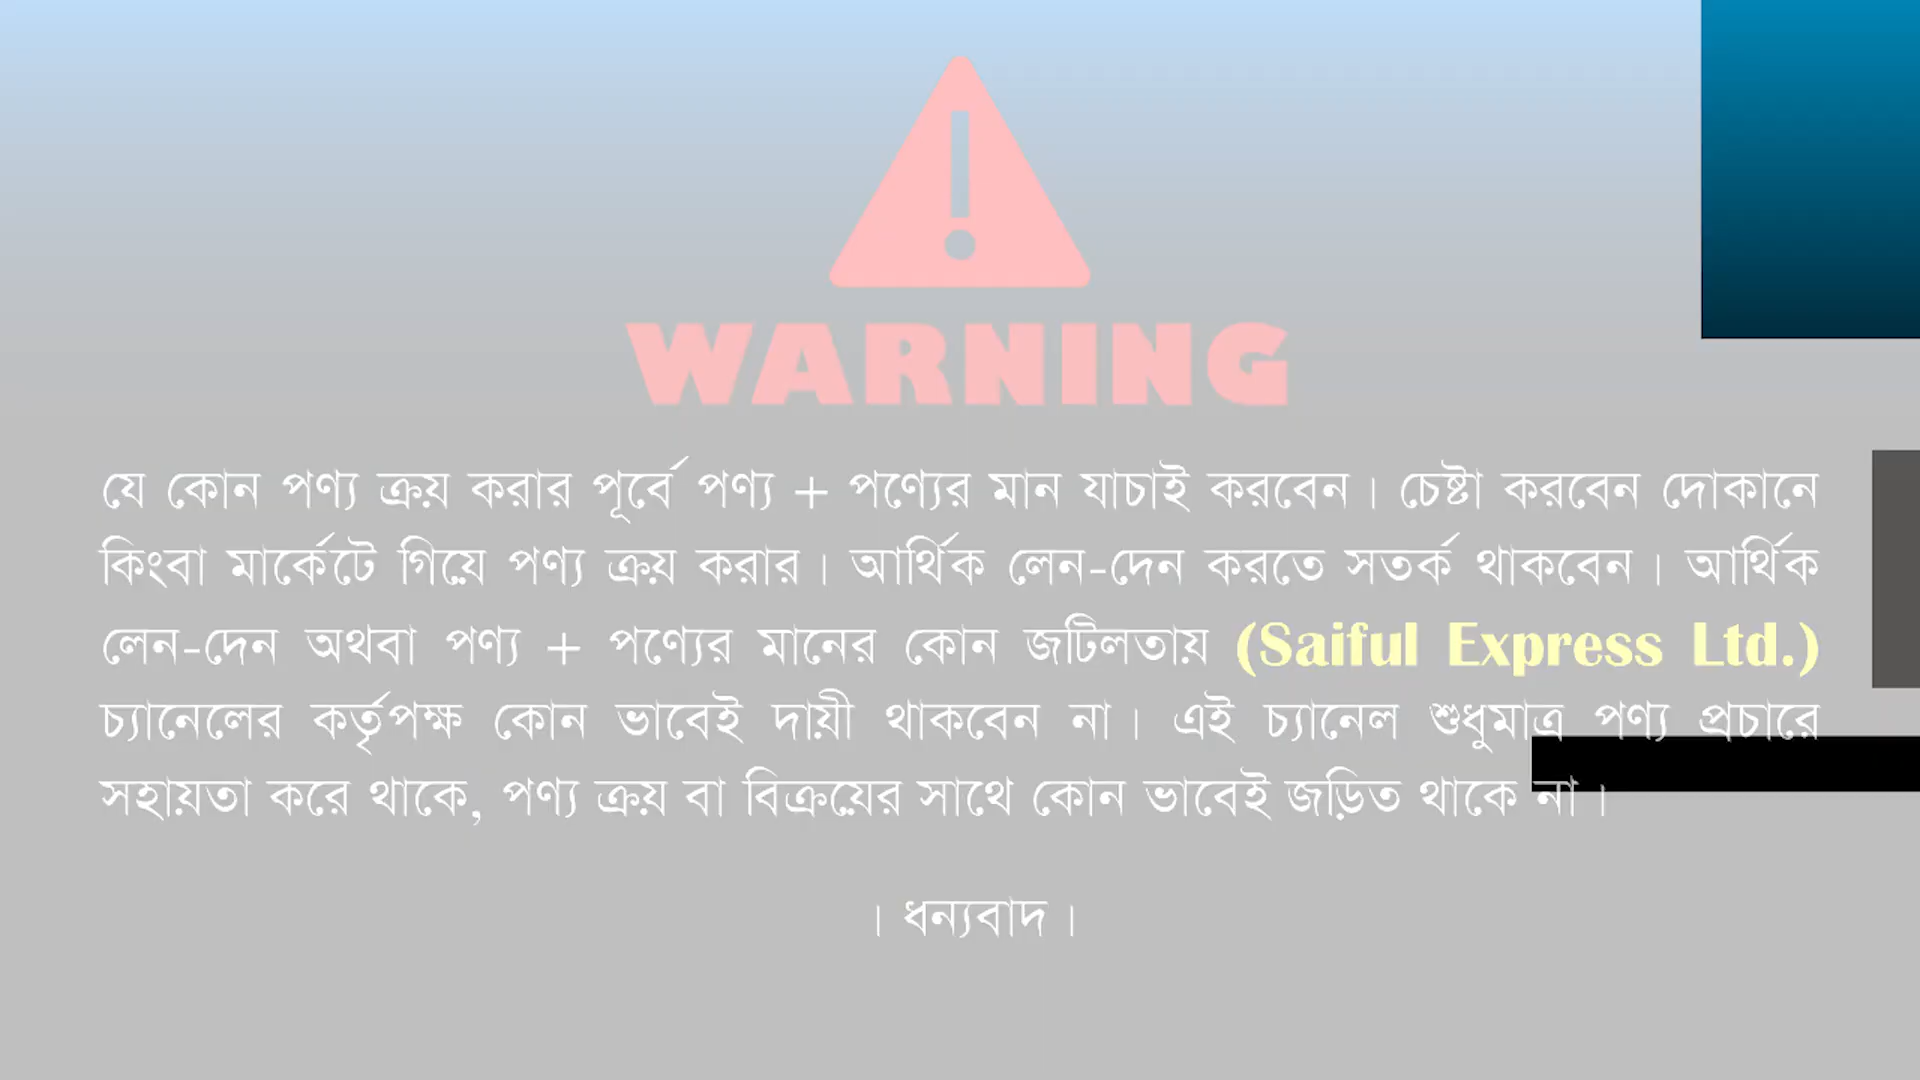 WARNING
যে কোন পণ্য ক্রয় করার পূর্বে পণ্য + পণ্যের মান যাচাই করবেন। চেষ্টা করবেন দোকানে
কিংবা মার্কেটে গিয়ে পণ্য ক্রয় করার। আর্থিক লেন-দেন করতে সতর্ক থাকবেন। আর্থিক
লেন-দেন অথবা পণ্য + পণ্যের মানের কোন জটিলতায় (Saiful Express Ltd.)
চ্যানেলের কর্তৃপক্ষ কোন ভাবেই দায়ী থাকবেন না। এই চ্যানেল শুধুমাত্র পণ্য প্রচারে
সহায়তা করে থাকে, পণ্য ক্রয় বা বিক্রয়ের সাথে কোন ভাবেই জড়িত থাকে না।
। ধন্যবাদ ।